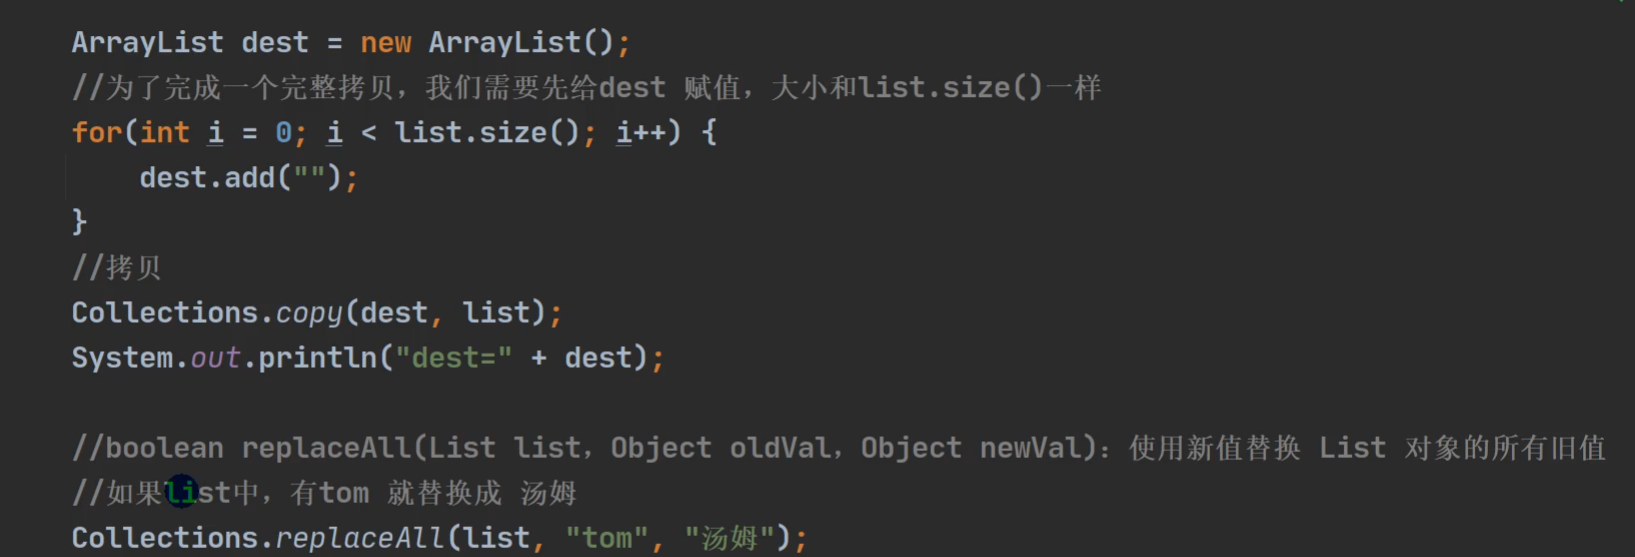 ArrayList dest = new ArrayList();
//为了完成一个完整拷贝，我们需要先给dest 赋值，大小和list.size()一样
for(int i = 0; i < list.size(); i++) {
    dest.add("");
}
//拷贝
Collections.copy(dest, list);
System.out.println("dest=" + dest);
//boolean replaceAll(List list，Object oldVal，Object newVal)：使用新值替换 List 对象的所有旧值
//如果list中，有tom 就替换成 汤姆
Collections.replaceAll(list, "tom", "汤姆");